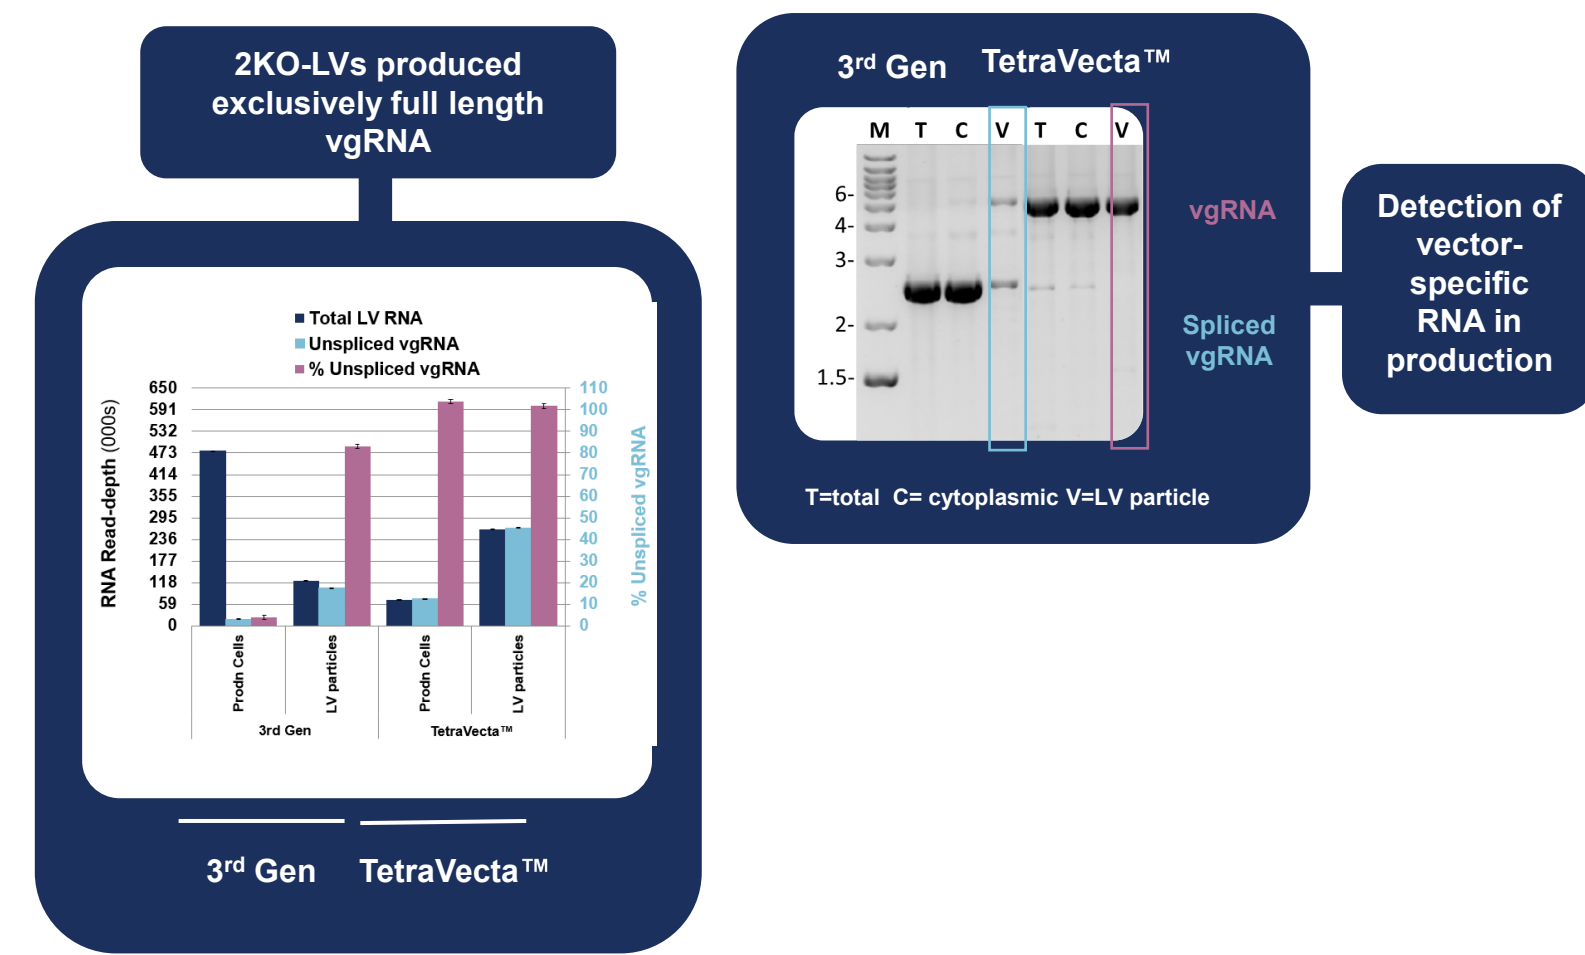 2KO-LVs produced
exclusively full length
vgRNA
Total LV RNA
Unspliced vgRNA
% Unspliced vgRNA
RNA Read-depth (000s)
650
591
532
473
414
355
295
236
177
118
59
0
110
100
90
80
70
60
50
40
30
20
10
0
% Unspliced vgRNA
Prodn Cells
LV particles
Prodn Cells
LV particles
3rd Gen
TetraVecta™
3rd Gen TetraVecta™
3rd Gen TetraVecta™
M T C V T C V
6-
4-
3-
2-
1.5-
vgRNA
Spliced
vgRNA
T=total C= cytoplasmic V=LV particle
Detection of
vector-
specific
RNA in
production